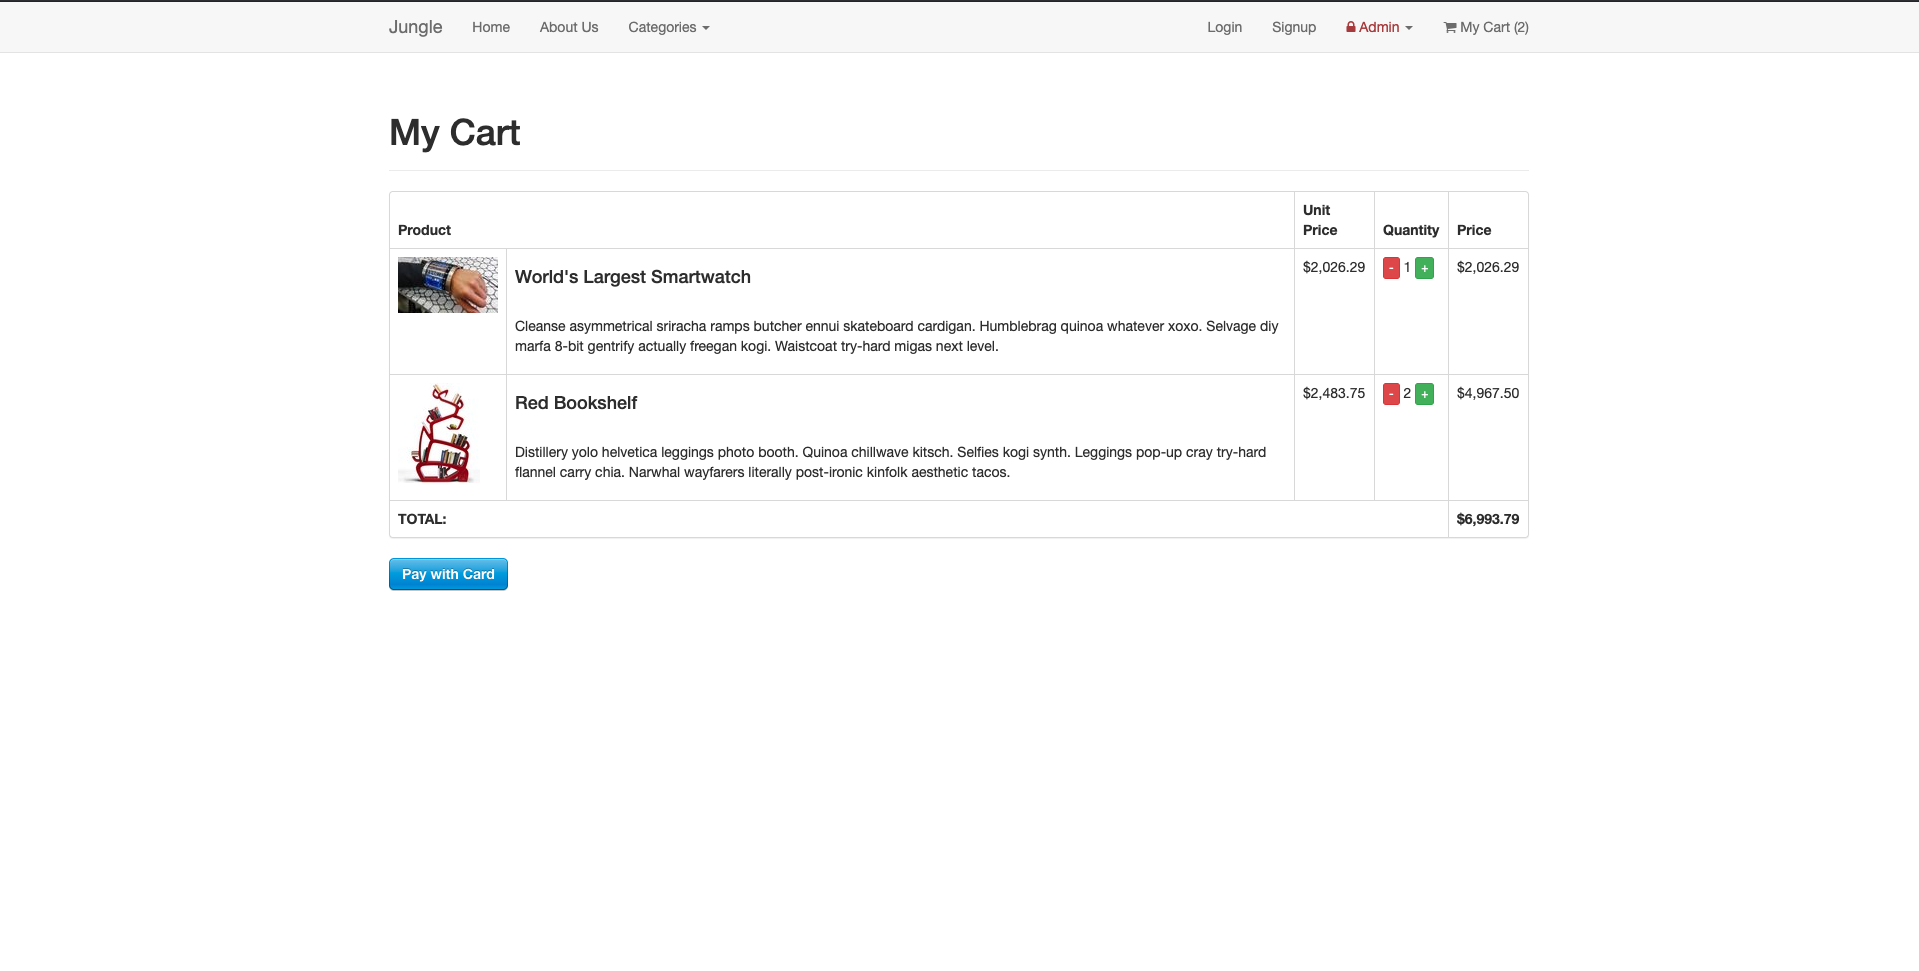 Jungle Home About Us Categories Login Signup Admin My Cart (2)
My Cart
Product Unit Price Quantity Price
World's Largest Smartwatch $2,026.29 - 1 + $2,026.29
Cleanse asymmetrical sriracha ramps butcher ennui skateboard cardigan. Humblebrag quinoa whatever xoxo. Selvage diy
marfa 8-bit gentrify actually freegan kogi. Waistcoat try-hard migas next level.
Red Bookshelf $2,483.75 - 2 + $4,967.50
Distillery yolo helvetica leggings photo booth. Quinoa chillwave kitsch. Selfies kogi synth. Leggings pop-up cray try-hard
flannel carry chia. Narwhal wayfarers literally post-ironic kinfolk aesthetic tacos.
TOTAL: $6,993.79
Pay with Card